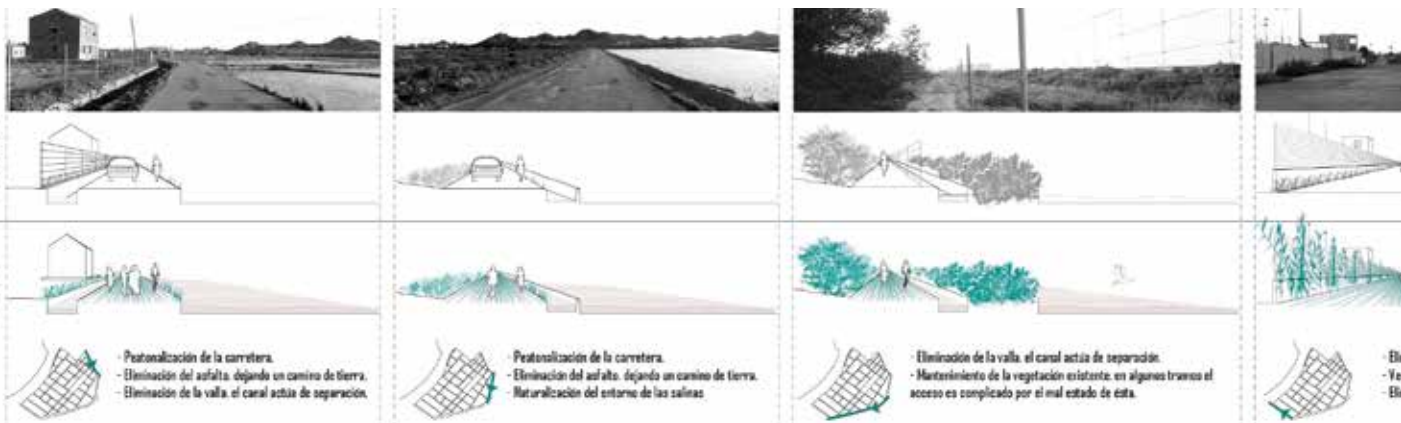 - Peatonalización de la carretera.
- Eliminación del asfalto, dejando un camino de tierra.
- Eliminación de la valla, el canal actúa de separación.
- Peatonalización de la carretera.
- Eliminación del asfalto, dejando un camino de tierra.
- Naturalización del entorno de las salinas
- Eliminación de la valla, el canal actúa de separación
- Mantenimiento de la vegetación existente, en algunos tramos el
acceso es complicado por el mal estado de ésta.
- Eli
- Ve
- Eli